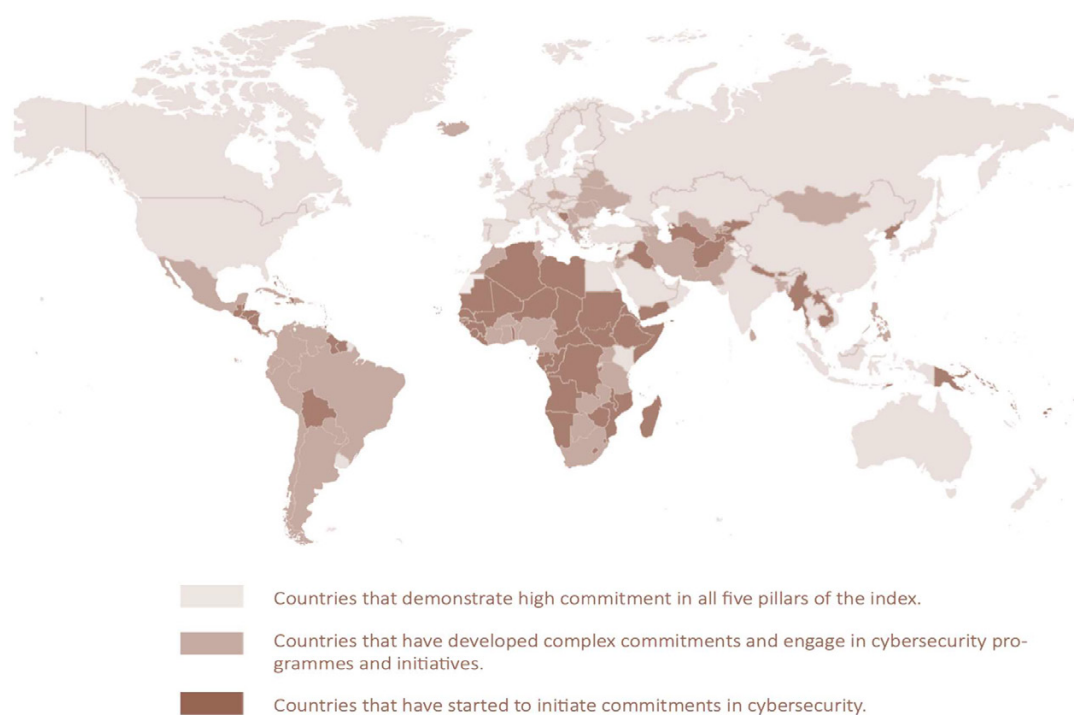 Countries that demonstrate high commitment in all five pillars of the index.
Countries that have developed complex commitments and engage in cybersecurity pro-
grammes and initiatives.
Countries that have started to initiate commitments in cybersecurity.